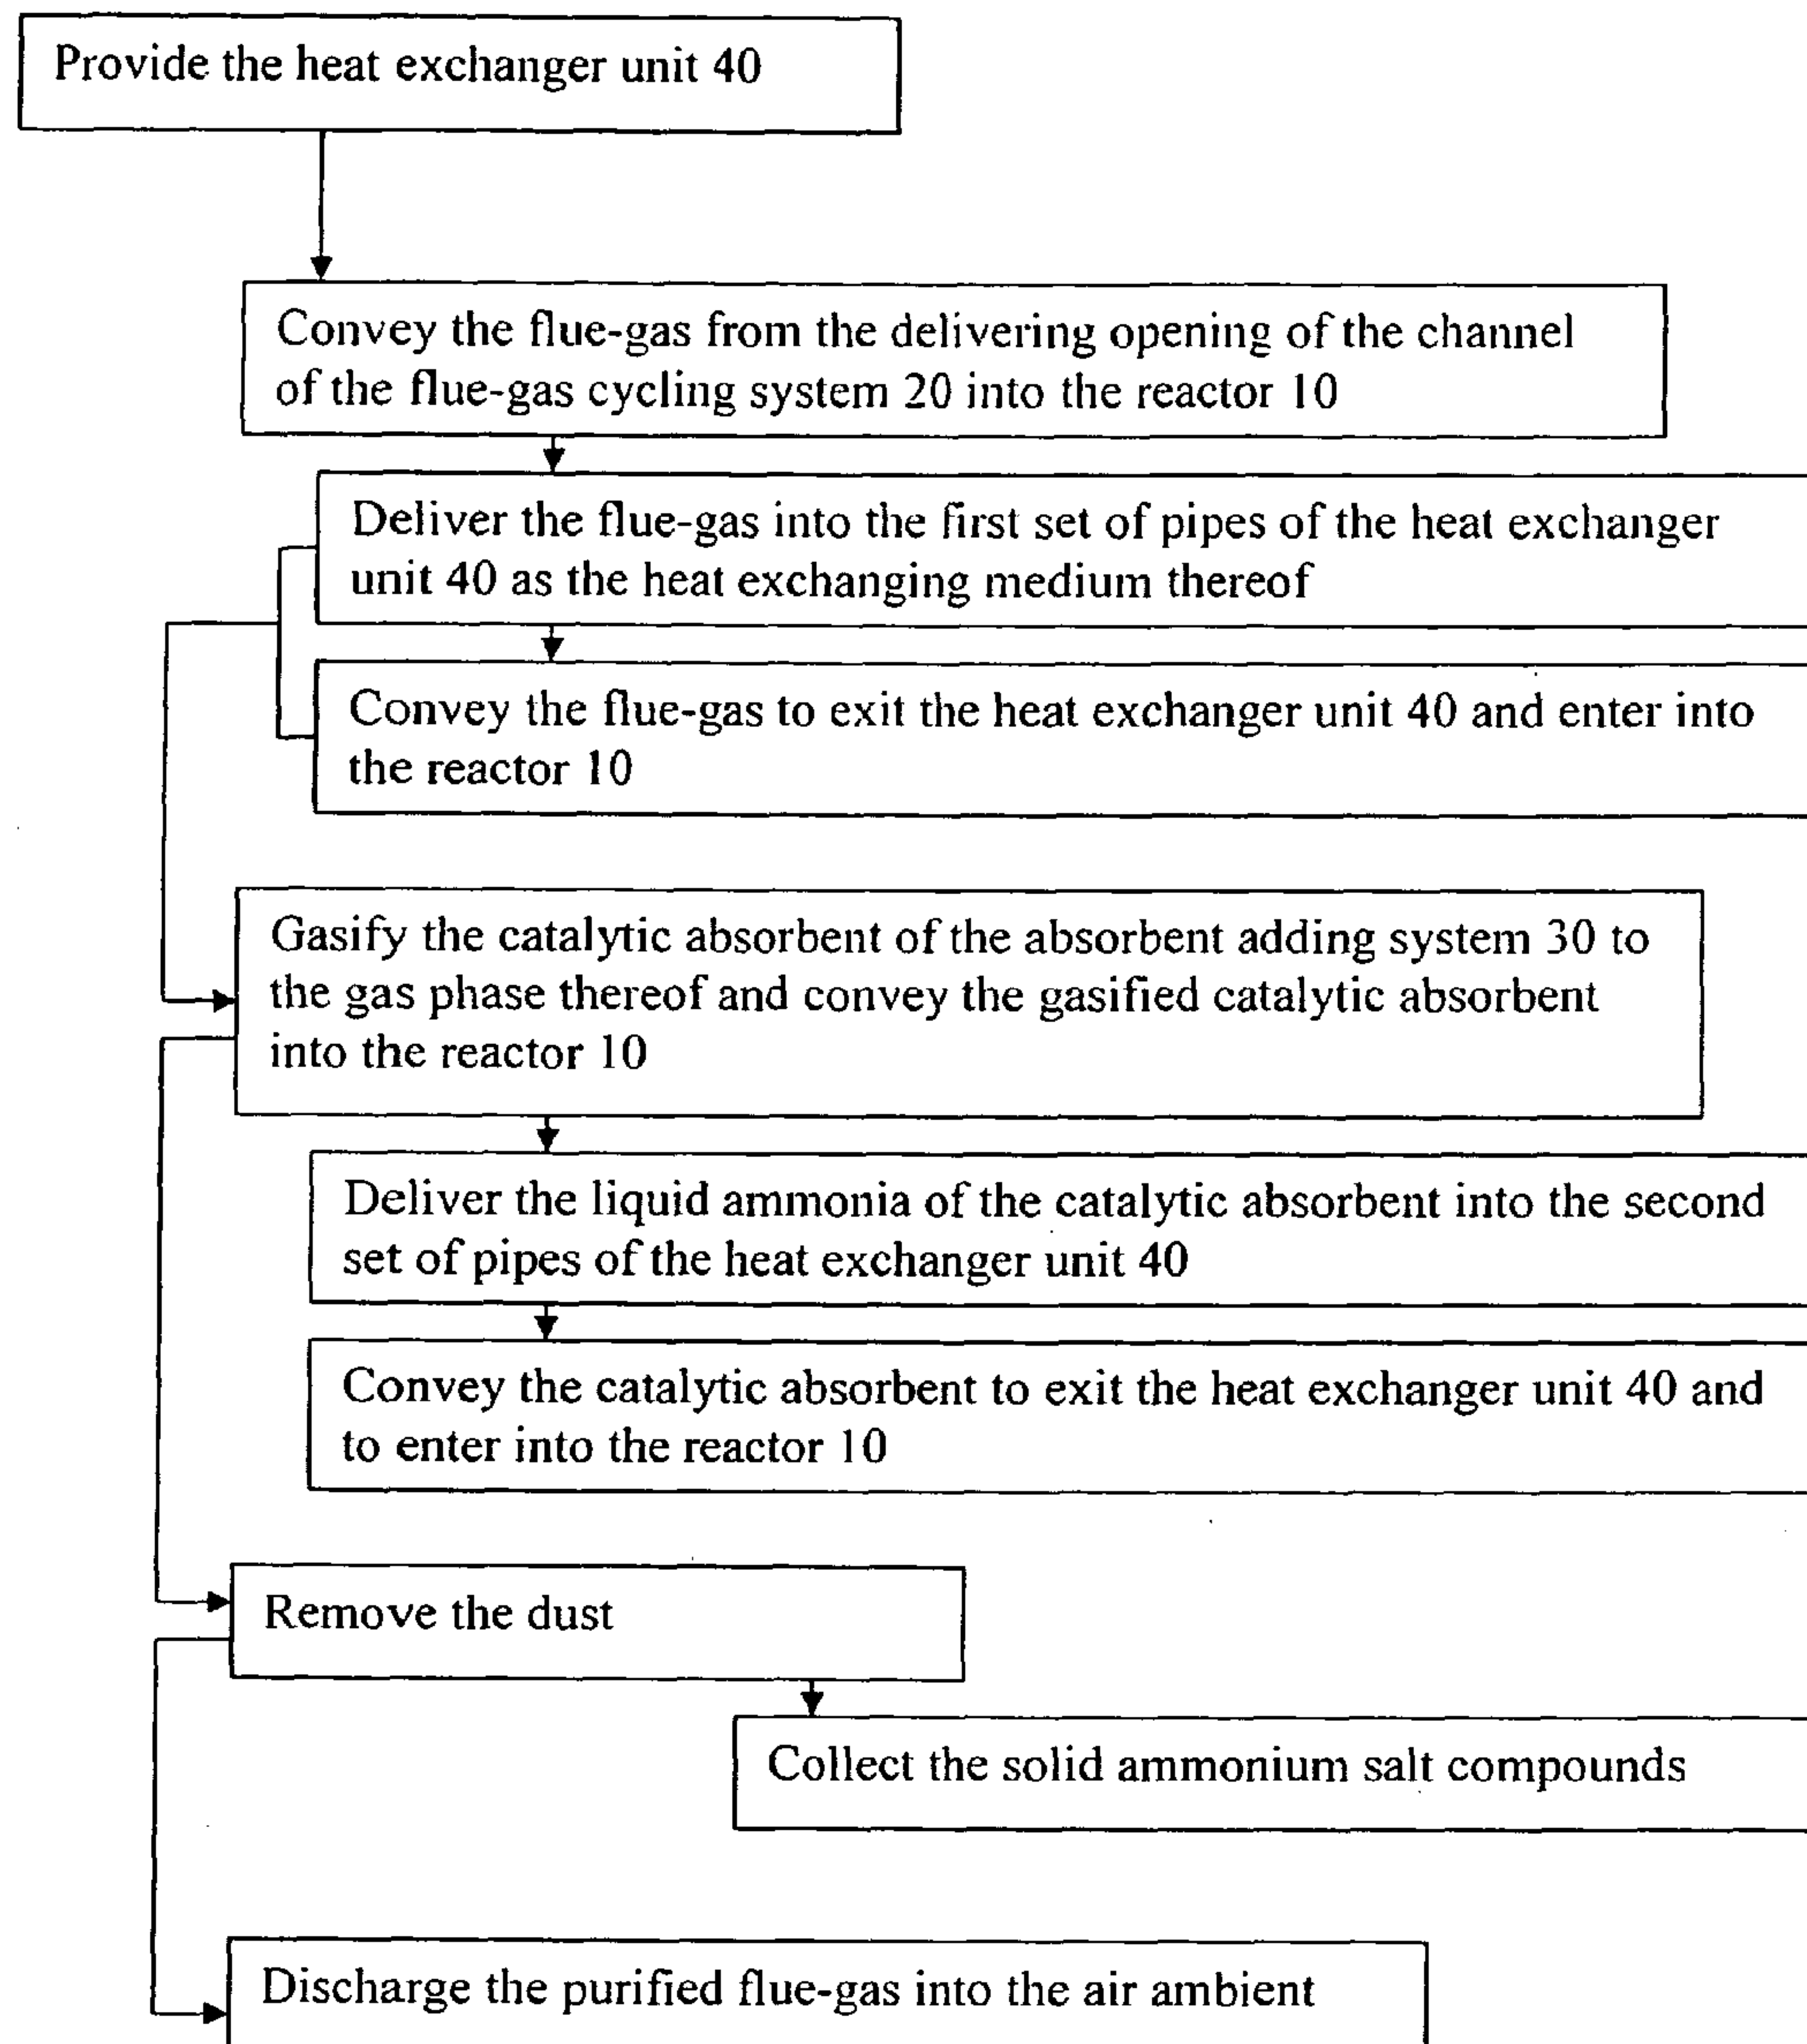 Provide the heat exchanger unit 40
Convey the flue-gas from the delivering opening of the channel
of the flue-gas cycling system 20 into the reactor 10
Deliver the flue-gas into the first set of pipes of the heat exchanger
unit 40 as the heat exchanging medium thereof
Convey the flue-gas to exit the heat exchanger unit 40 and enter into
the reactor 10
Gasify the catalytic absorbent of the absorbent adding system 30 to
the gas phase thereof and convey the gasified catalytic absorbent
into the reactor 10
Deliver the liquid ammonia of the catalytic absorbent into the second
set of pipes of the heat exchanger unit 40
Convey the catalytic absorbent to exit the heat exchanger unit 40 and
to enter into the reactor 10
Remove the dust
Collect the solid ammonium salt compounds
Discharge the purified flue-gas into the air ambient